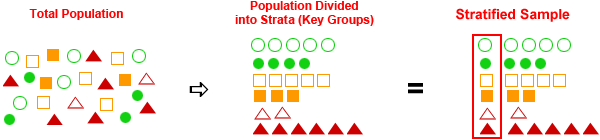 Total Population
Population Divided
into Strata (Key Groups)
Stratified Sample